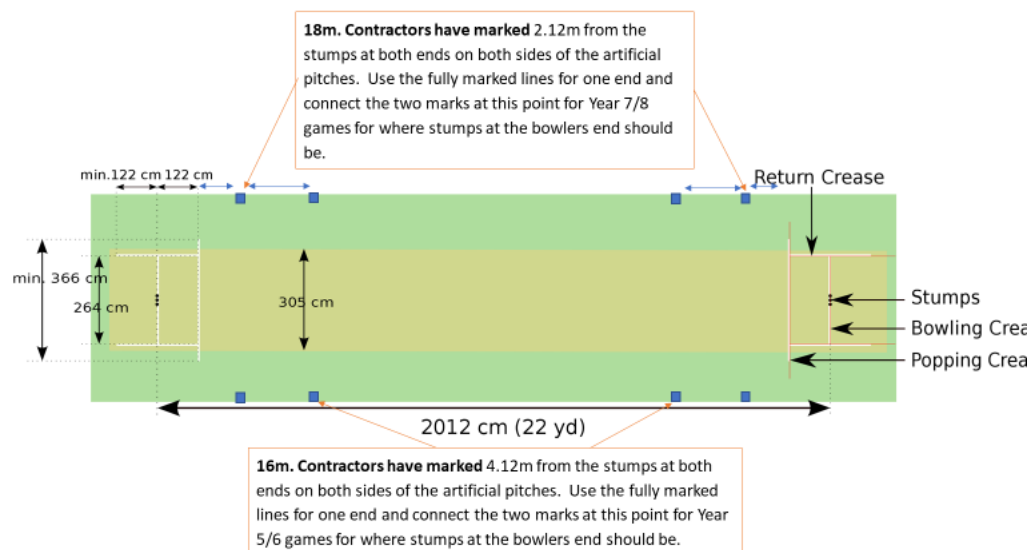 18m. Contractors have marked 2.12m from the
stumps at both ends on both sides of the artificial
pitches.  Use the fully marked lines for one end and
connect the two marks at this point for Year 7/8
games for where stumps at the bowlers end should
be.
min.122 cm
122 cm
Return Crease
min. 366 cm
264 cm
305 cm
Stumps
Bowling Crea
Popping Crea
2012 cm (22 yd)
16m. Contractors have marked 4.12m from the stumps at both
ends on both sides of the artificial pitches.  Use the fully marked
lines for one end and connect the two marks at this point for Year
5/6 games for where stumps at the bowlers end should be.